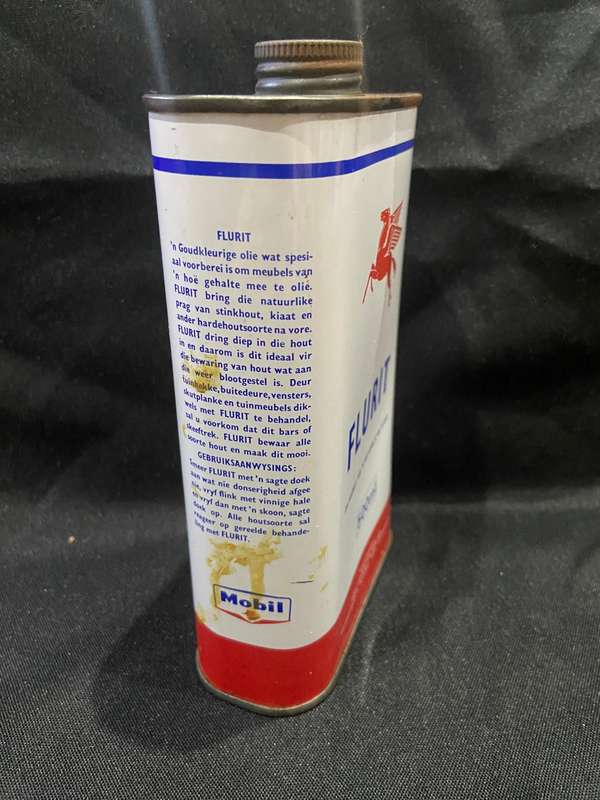 FLURIT
'n Goudkleurige olie wat spesi-
aal voorberei is om meubels van
'n hoë gehalte mee te olie.
FLURIT bring die natuurlike
prag van stinkhout, kiaat en
ander hardehoutsoorte na vore.
FLURIT dring diep in die hout
in en daarom is dit ideaal vir
die bewaring van hout wat aan
die weer blootgestel is. Deur
tuinhekke, buitedeure, vensters,
skutplanke en tuinmeubels dik-
wels met FLURIT te behandel,
sal u voorkom dat dit bars of
skeeftrek. FLURIT bewaar alle
soorte hout en maak dit mooi.
GEBRUIKSAANWYSINGS:
Smeer FLURIT met 'n sagte doek
aan wat nie donserigheid afgee
nie, vryf flink met vinnige hale
en vryf dan met 'n skoon, sagte
doek op. Alle houtsoorte sal
reageer op gereelde behande-
ling met FLURIT.
Mobil
FLURIT
500ml